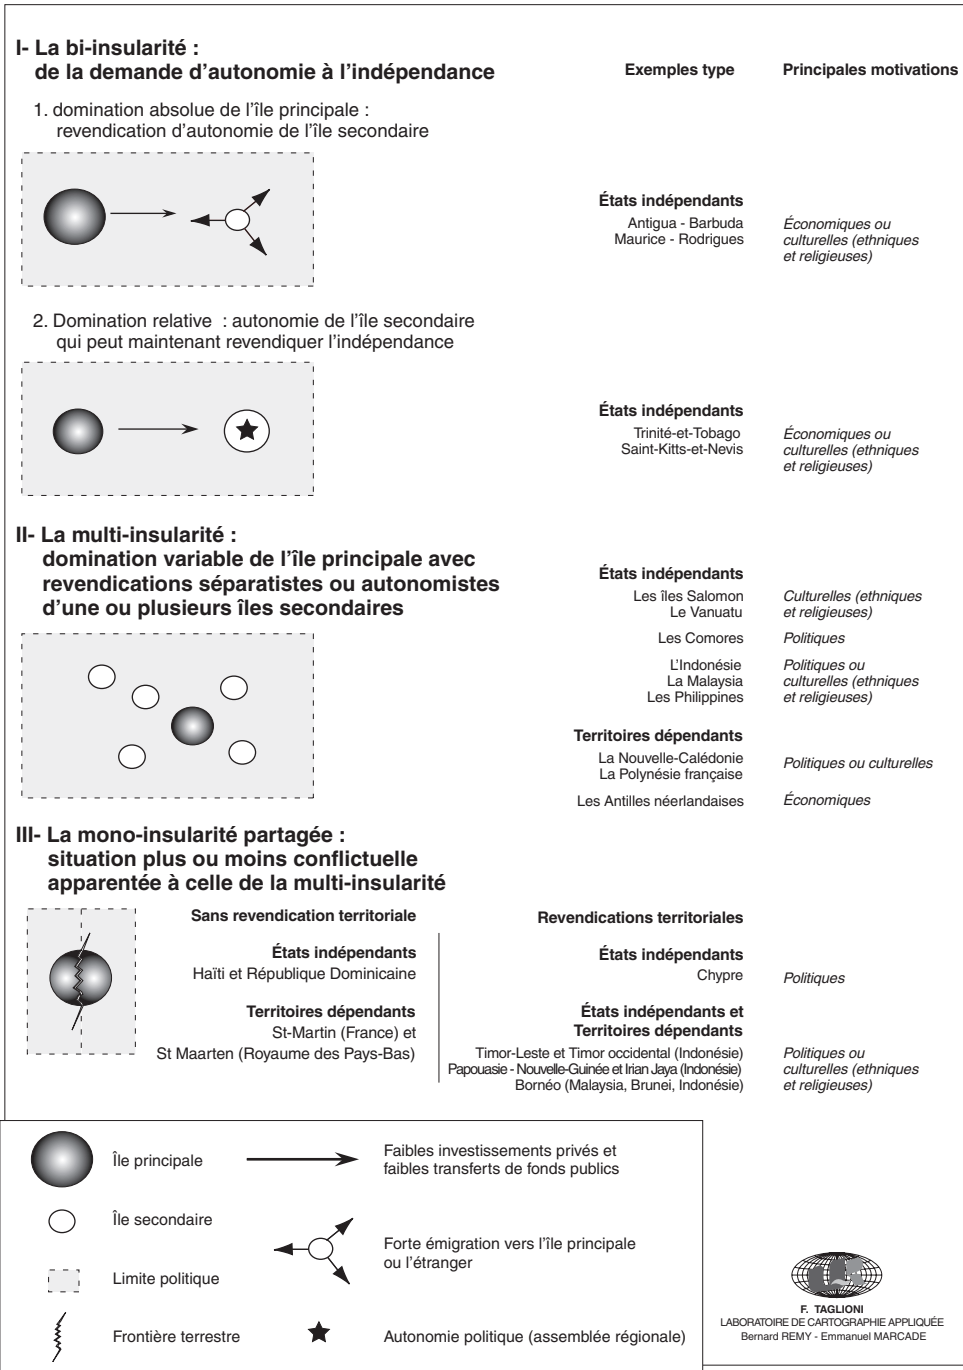 I- La bi-insularité :
de la demande d'autonomie à l'indépendance
Exemples type
Principales motivations
1. domination absolue de l'île principale :
revendication d'autonomie de l'île secondaire
États indépendants
Antigua - Barbuda
Maurice - Rodrigues
Économiques ou
culturelles (ethniques
et religieuses)
2. Domination relative : autonomie de l'île secondaire
qui peut maintenant revendiquer l'indépendance
États indépendants
Trinité-et-Tobago
Saint-Kitts-et-Nevis
Économiques ou
culturelles (ethniques
et religieuses)
II- La multi-insularité :
domination variable de l'île principale avec
revendications séparatistes ou autonomistes
d'une ou plusieurs îles secondaires
États indépendants
Les îles Salomon
Le Vanuatu
Culturelles (ethniques
et religieuses)
Les Comores
Politiques
L'Indonésie
La Malaysia
Les Philippines
Politiques ou
culturelles (ethniques
et religieuses)
Territoires dépendants
La Nouvelle-Calédonie
La Polynésie française
Politiques ou culturelles
Les Antilles néerlandaises
Économiques
III- La mono-insularité partagée :
situation plus ou moins conflictuelle
apparentée à celle de la multi-insularité
Sans revendication territoriale
États indépendants
Haïti et République Dominicaine
Territoires dépendants
St-Martin (France) et
St Maarten (Royaume des Pays-Bas)
Revendications territoriales
États indépendants
Chypre
Politiques
États indépendants et
Territoires dépendants
Timor-Leste et Timor occidental (Indonésie)
Papouasie - Nouvelle-Guinée et Irian Jaya (Indonésie)
Bornéo (Malaysia, Brunei, Indonésie)
Politiques ou
culturelles (ethniques
et religieuses)
Île principale
Faibles investissements privés et
faibles transferts de fonds publics
Île secondaire
Forte émigration vers l'île principale
ou l'étranger
Limite politique
Frontière terrestre
Autonomie politique (assemblée régionale)
F. TAGLIONI
LABORATOIRE DE CARTOGRAPHIE APPLIQUÉE
Bernard REMY - Emmanuel MARCADE